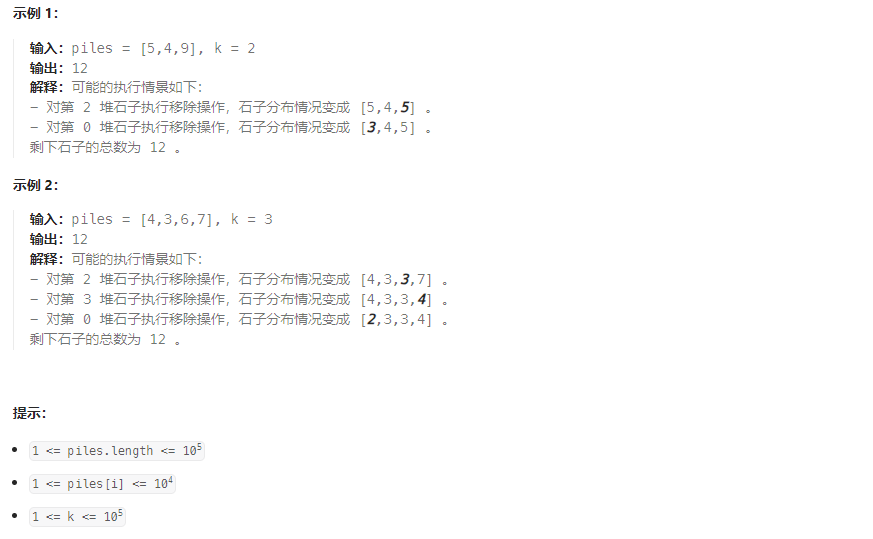 示例 1：
输入：piles = [5,4,9], k = 2
输出：12
解释：可能的执行情景如下：
- 对第 2 堆石子执行移除操作，石子分布情况变成 [5,4,5] 。
- 对第 0 堆石子执行移除操作，石子分布情况变成 [3,4,5] 。
剩下石子的总数为 12 。
示例 2：
输入：piles = [4,3,6,7], k = 3
输出：12
解释：可能的执行情景如下：
- 对第 2 堆石子执行移除操作，石子分布情况变成 [4,3,3,7] 。
- 对第 3 堆石子执行移除操作，石子分布情况变成 [4,3,3,4] 。
- 对第 0 堆石子执行移除操作，石子分布情况变成 [2,3,3,4] 。
剩下石子的总数为 12 。
提示：
• 1 <= piles.length <= 10⁵
• 1 <= piles[i] <= 10⁴
• 1 <= k <= 10⁵